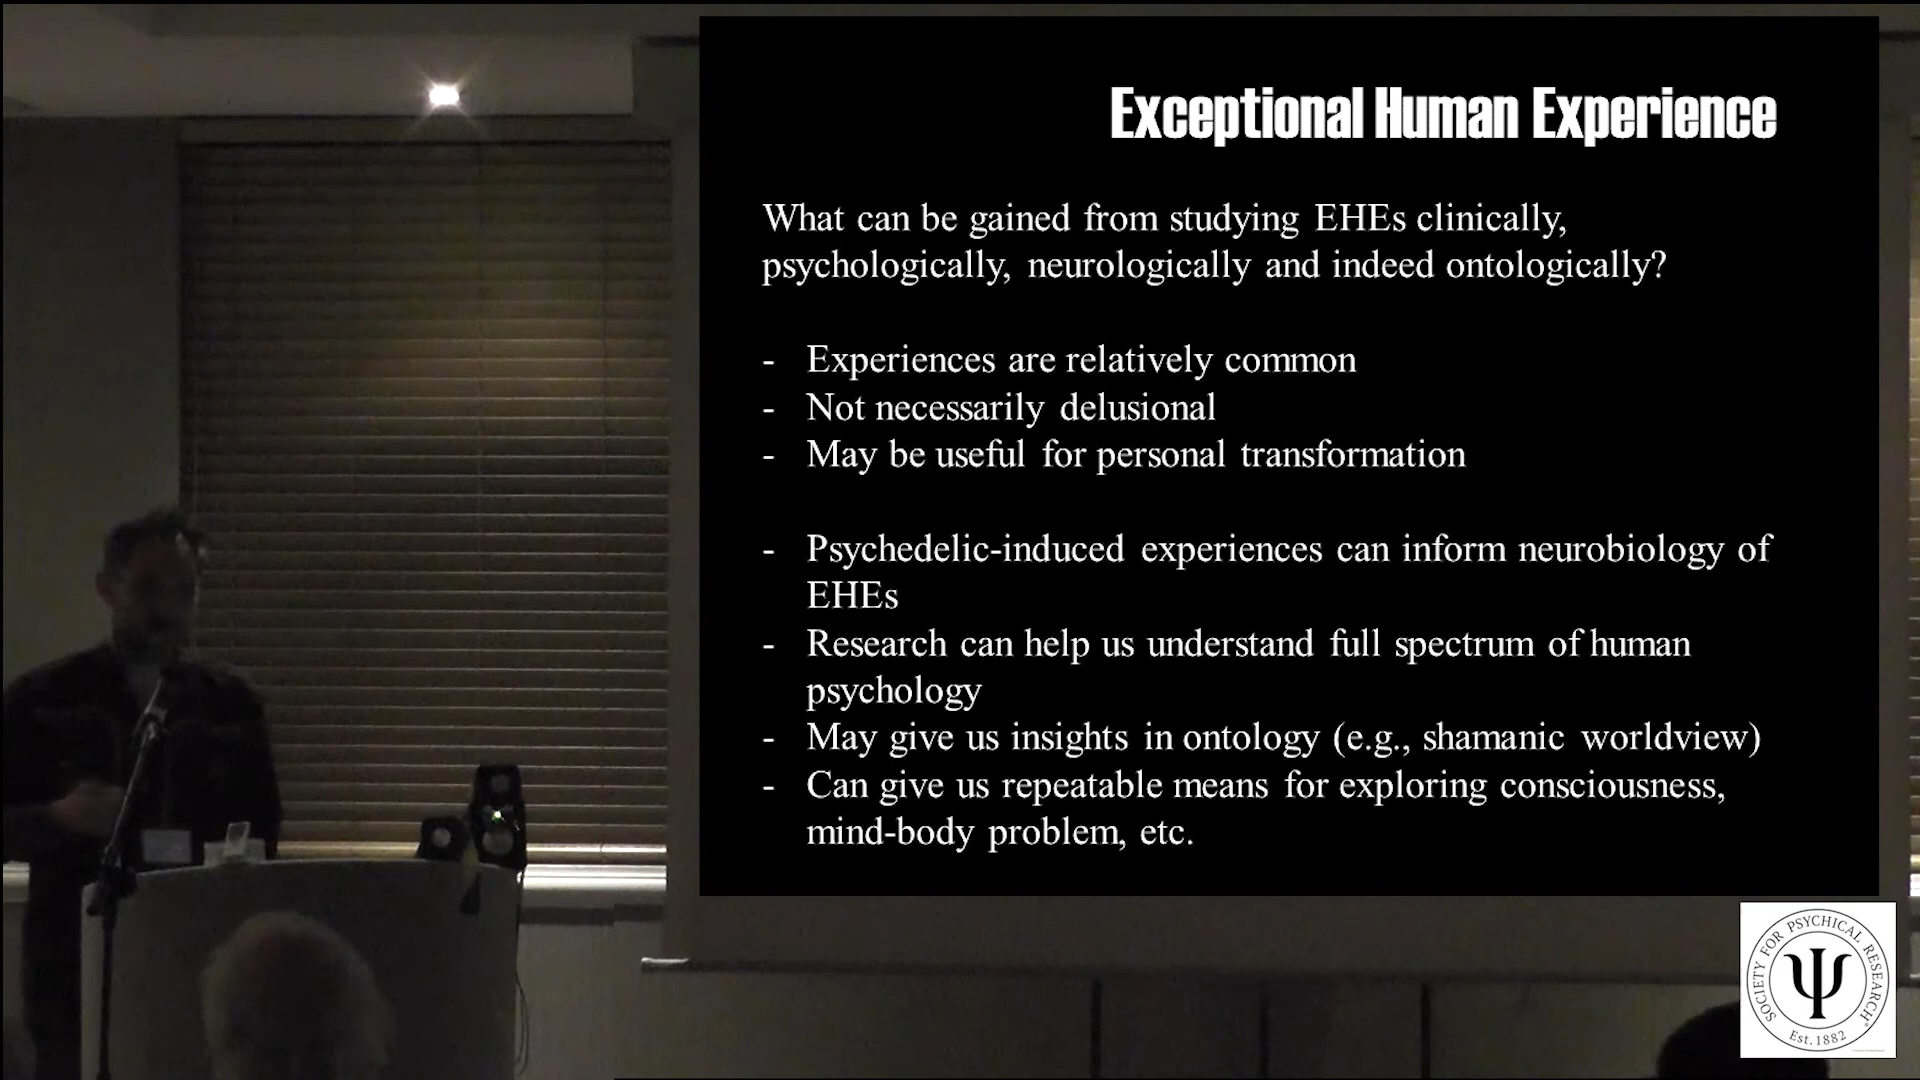 Exceptional Human Experience
What can be gained from studying EHEs clinically,
psychologically, neurologically and indeed ontologically?
- Experiences are relatively common
- Not necessarily delusional
- May be useful for personal transformation
- Psychedelic-induced experiences can inform neurobiology of
EHEs
- Research can help us understand full spectrum of human
psychology
- May give us insights in ontology (e.g., shamanic worldview)
- Can give us repeatable means for exploring consciousness,
mind-body problem, etc.
SOCIETY FOR PSYCHICAL RESEARCH
Ψ
Est. 1882